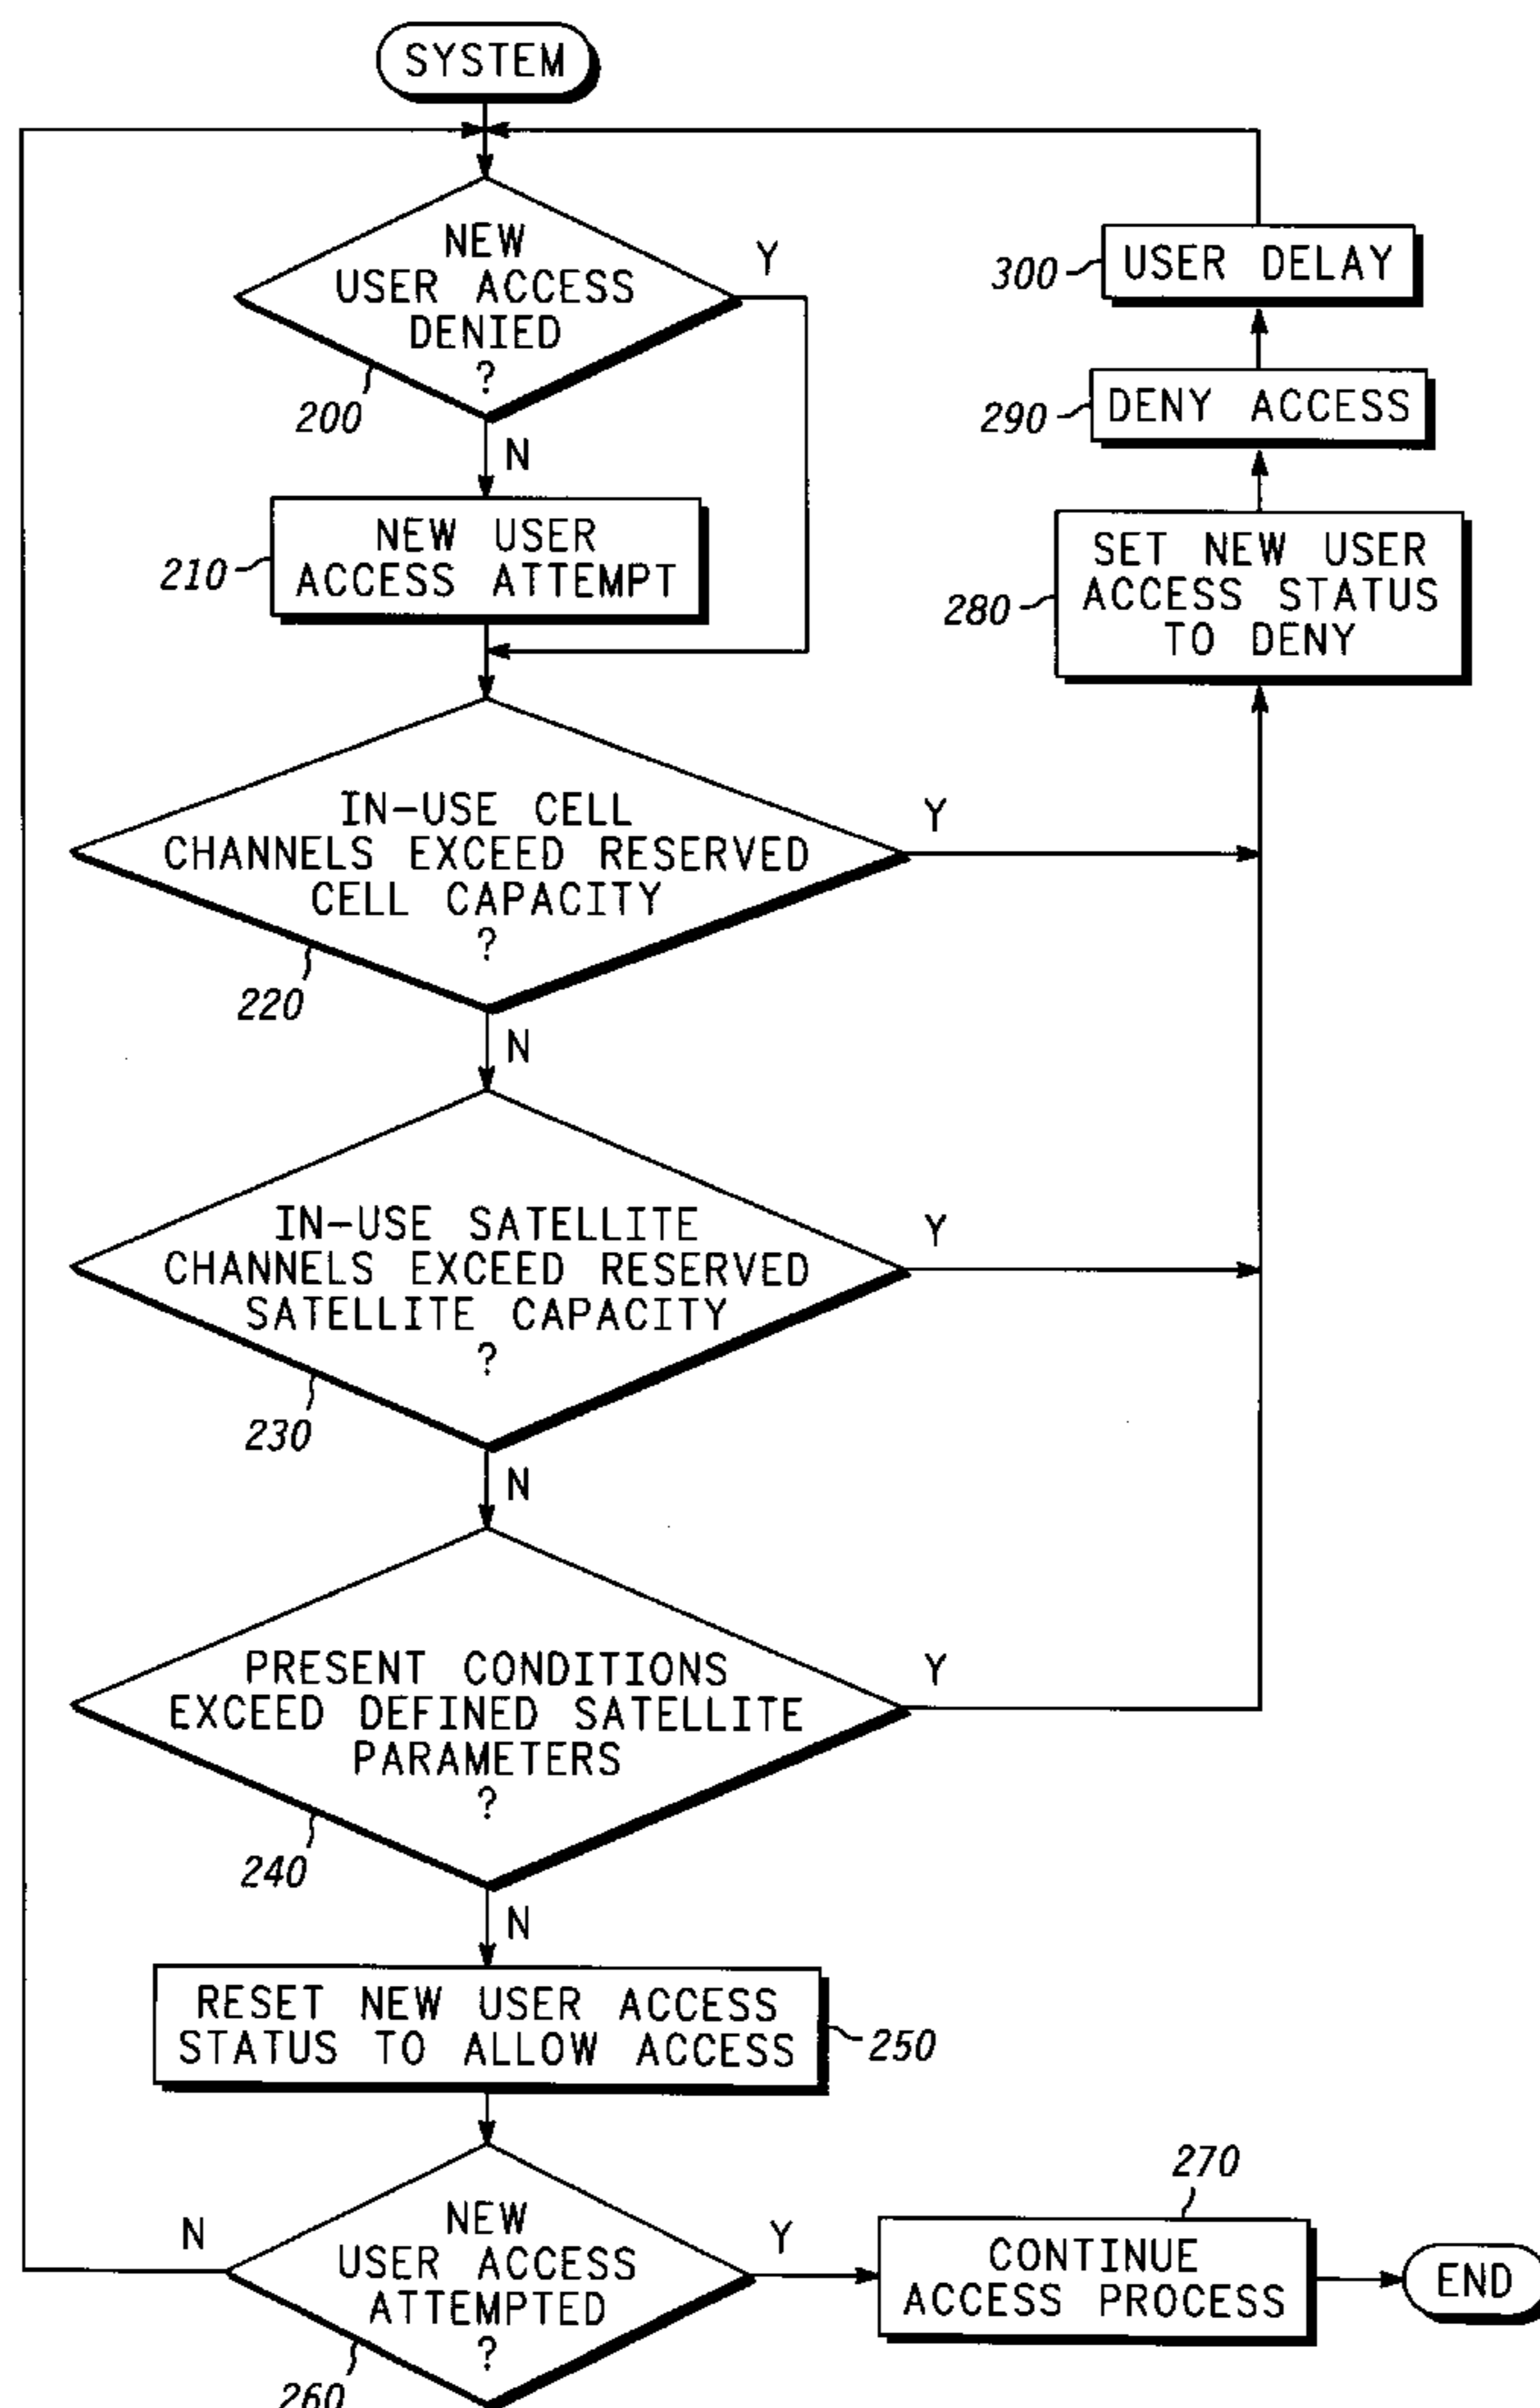 SYSTEM
NEW
USER ACCESS
DENIED
?
Y
200
N
NEW USER
ACCESS ATTEMPT
210
IN-USE CELL
CHANNELS EXCEED RESERVED
CELL CAPACITY
?
Y
220
N
IN-USE SATELLITE
CHANNELS EXCEED RESERVED
SATELLITE CAPACITY
?
Y
230
N
PRESENT CONDITIONS
EXCEED DEFINED SATELLITE
PARAMETERS
?
Y
240
N
RESET NEW USER ACCESS
STATUS TO ALLOW ACCESS
250
NEW
USER ACCESS
ATTEMPTED
?
N
Y
260
270
CONTINUE
ACCESS PROCESS
END
SET NEW USER
ACCESS STATUS
TO DENY
280
DENY ACCESS
290
USER DELAY
300